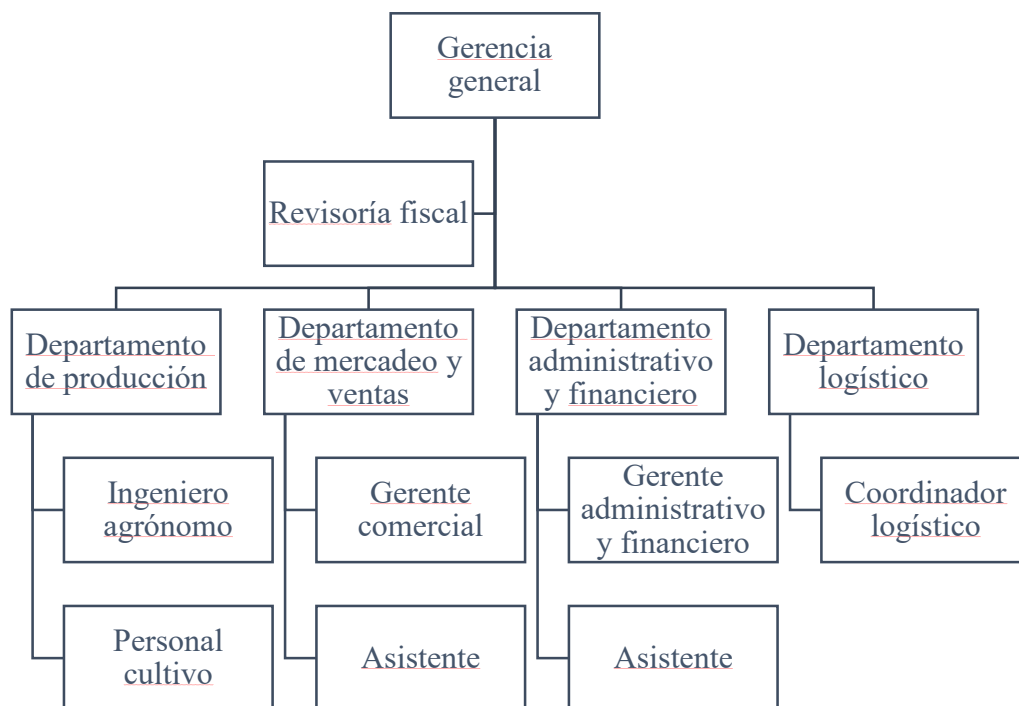 Gerencia
general
Revisoría fiscal
Departamento
de producción
Departamento
de mercadeo y
ventas
Departamento
administrativo
y financiero
Departamento
logístico
Ingeniero
agrónomo
Gerente
comercial
Gerente
administrativo
y financiero
Coordinador
logístico
Personal
cultivo
Asistente
Asistente